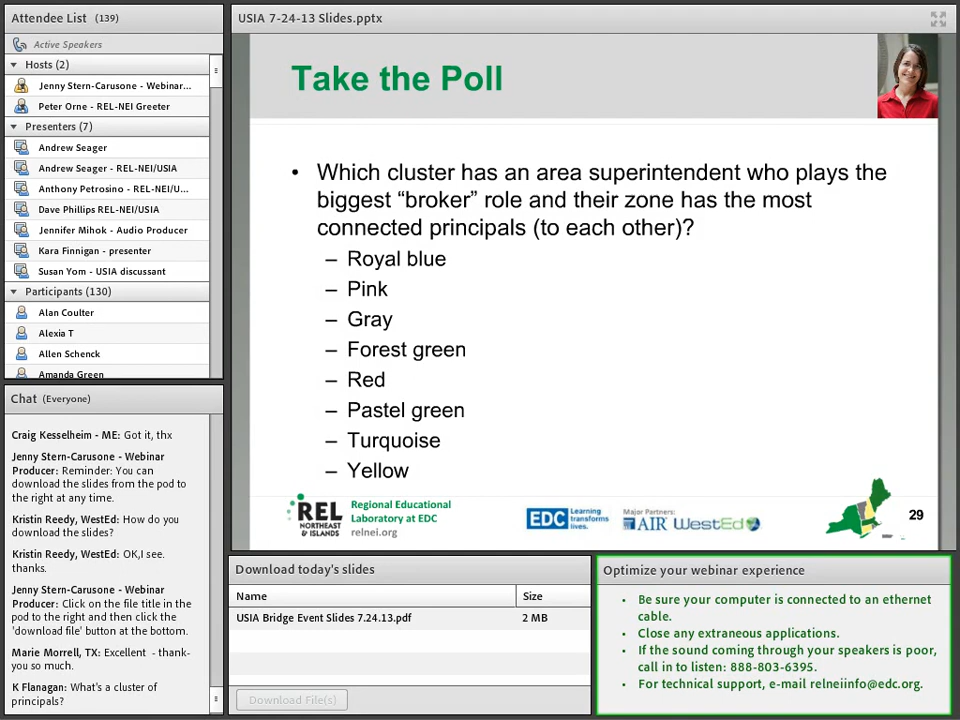 Attendee List (139)
Active Speakers
Hosts (2)
Jenny Stern-Carusone - Webinar...
Peter Orne - REL-NEI Greeter
Presenters (7)
Andrew Seager
Andrew Seager - REL-NEI/USIA
Anthony Petrosino - REL-NEI/U...
Dave Phillips REL-NEI/USIA
Jennifer Mihok - Audio Producer
Kara Finnigan - presenter
Susan Yom - USIA discussant
Participants (130)
Alan Coulter
Alexia T
Allen Schenck
Amanda Green
Chat (Everyone)
Craig Kesselheim - ME: Got it, thx
Jenny Stern-Carusone - Webinar
Producer: Reminder: You can
download the slides from the pod to
the right at any time.
Kristin Reedy, WestEd: How do you
download the slides?
Kristin Reedy, WestEd: OK,I see.
thanks.
Jenny Stern-Carusone - Webinar
Producer: Click on the file title in the
pod to the right and then click the
'download file' button at the bottom.
Marie Morrell, TX: Excellent - thank-
you so much.
K Flanagan: What's a cluster of
principals?
USIA 7-24-13 Slides.pptx
Take the Poll
• Which cluster has an area superintendent who plays the
biggest “broker” role and their zone has the most
connected principals (to each other)?
– Royal blue
– Pink
– Gray
– Forest green
– Red
– Pastel green
– Turquoise
– Yellow
REL
NORTHEAST
& ISLANDS
Regional Educational
Laboratory at EDC
relnei.org
EDC Learning
transforms
lives.
Major Partners:
AIR WestEd
29
Download today's slides
Name Size
USIA Bridge Event Slides 7.24.13.pdf 2 MB
Download File(s)
Optimize your webinar experience
• Be sure your computer is connected to an ethernet
cable.
• Close any extraneous applications.
• If the sound coming through your speakers is poor,
call in to listen: 888-803-6395.
• For technical support, e-mail relneiinfo@edc.org.